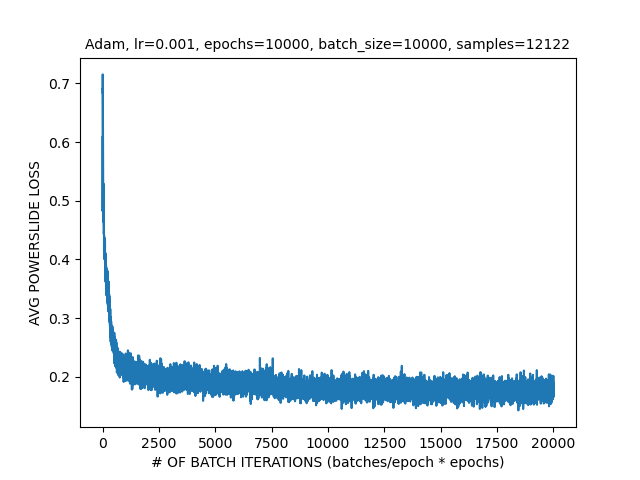 Adam, lr=0.001, epochs=10000, batch_size=10000, samples=12122
AVG POWERSLIDE LOSS
0.7
0.6
0.5
0.4
0.3
0.2
0 2500 5000 7500 10000 12500 15000 17500 20000
# OF BATCH ITERATIONS (batches/epoch * epochs)